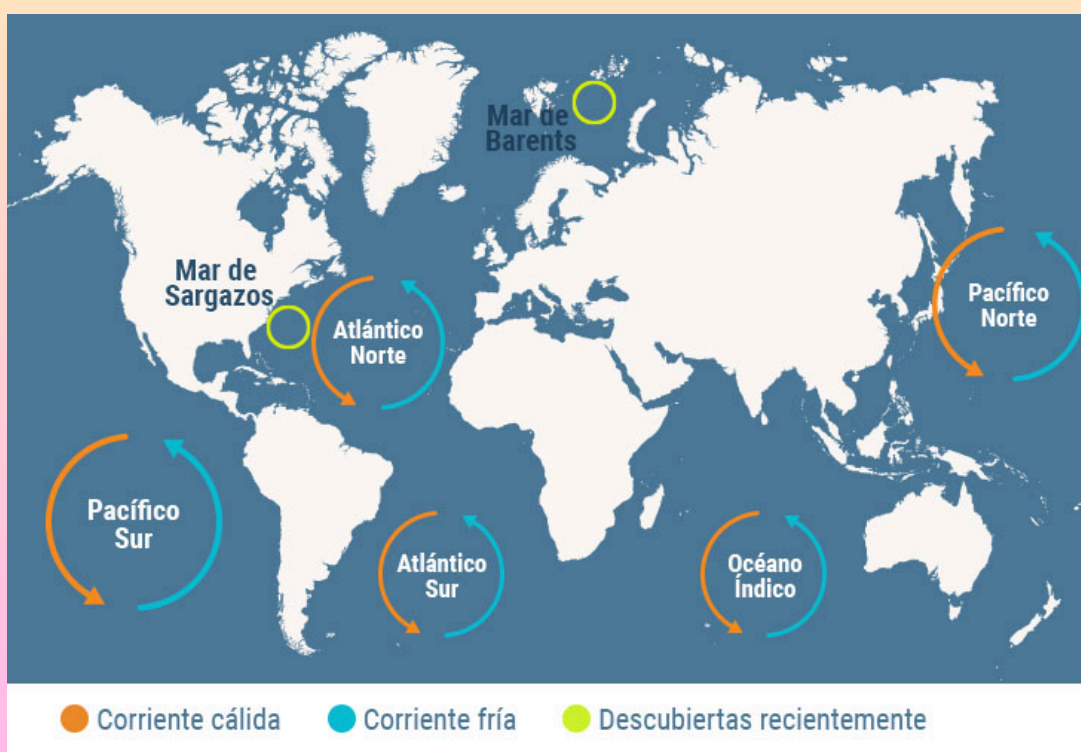 Mar de
Barents
Mar de
Sargazos
Atlántico
Norte
Pacífico
Norte
Pacífico
Sur
Atlántico
Sur
Océano
Índico
Corriente cálida
Corriente fría
Descubiertas recientemente